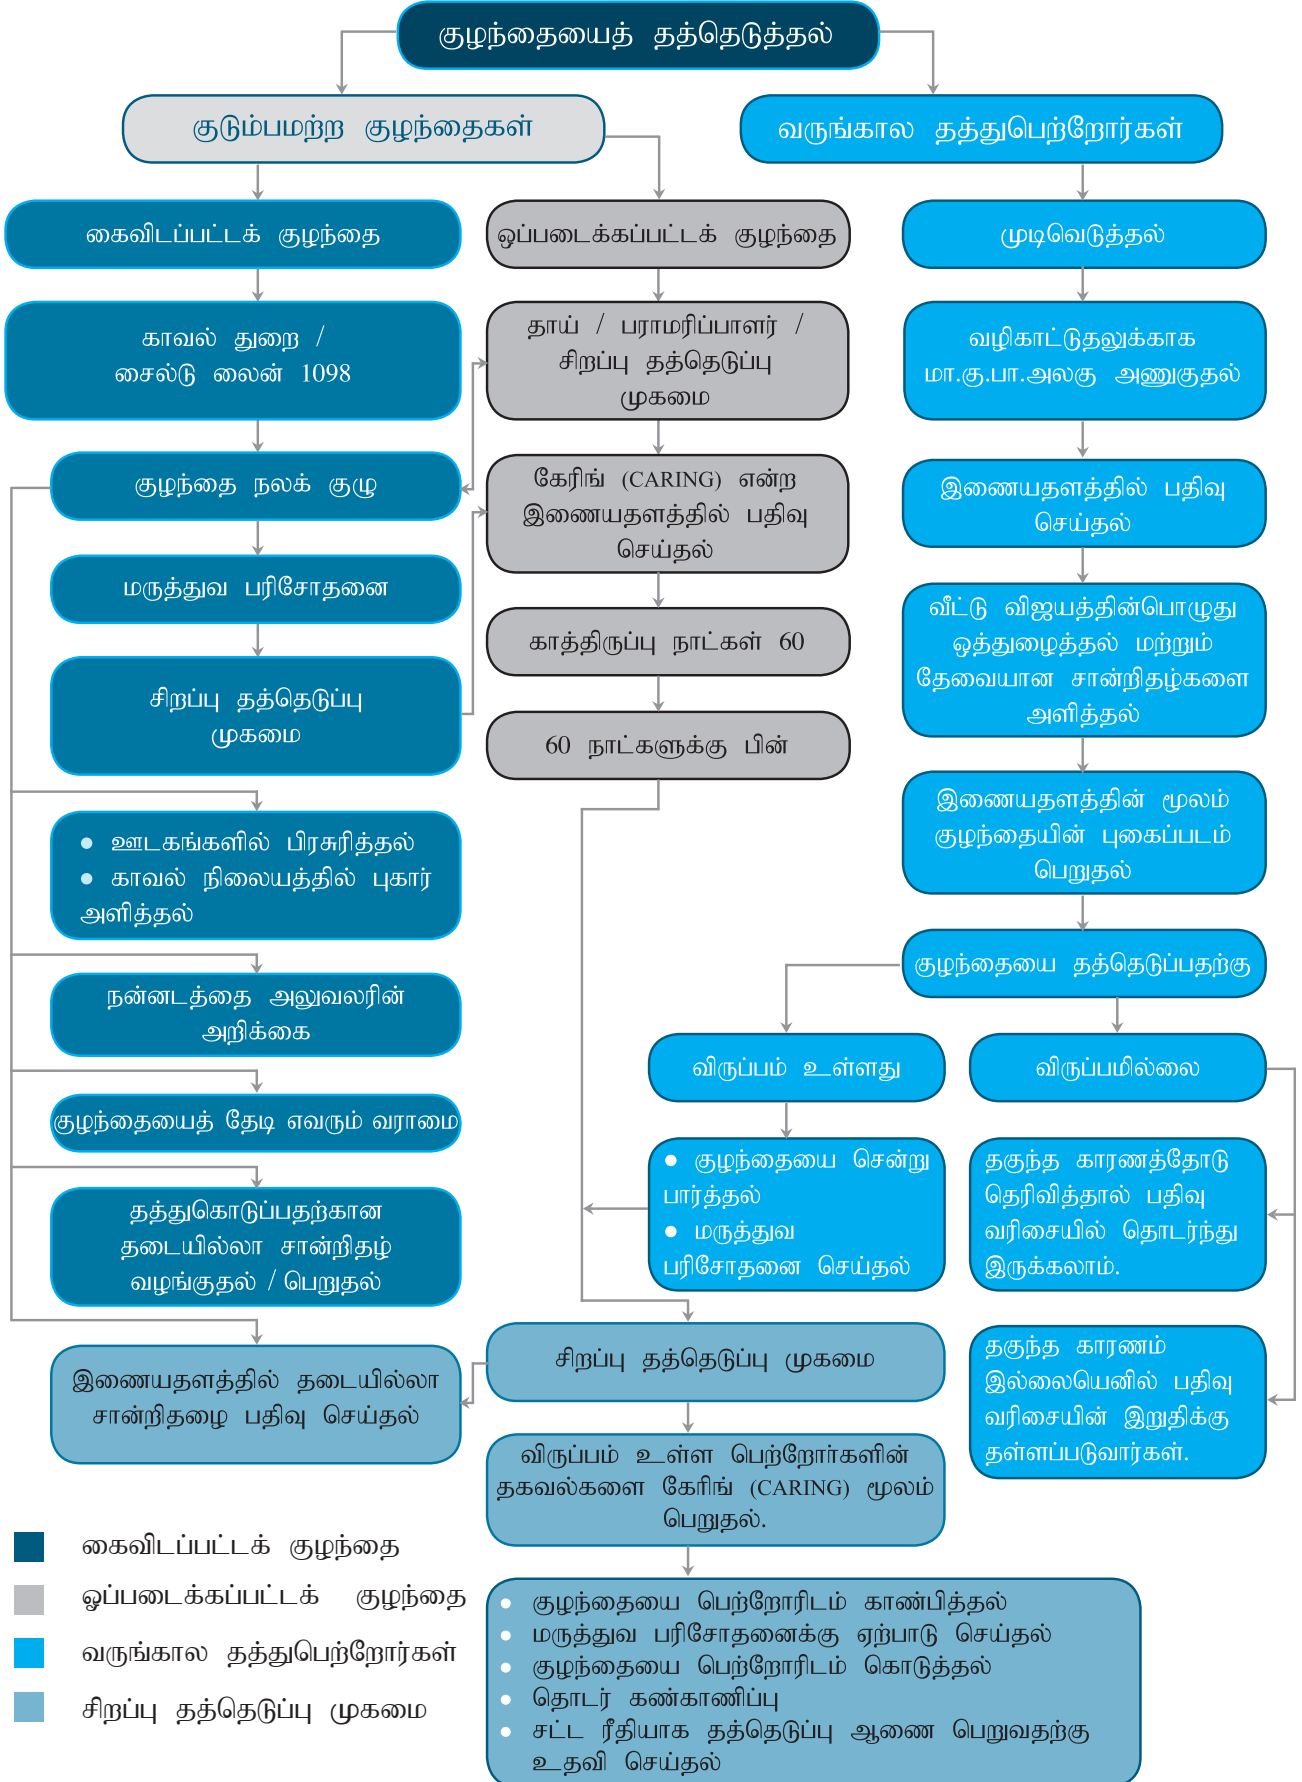 குழந்தையைத் தத்தெடுத்தல்
குடும்பமற்ற குழந்தைகள்
வருங்கால தத்துபெற்றோர்கள்
கைவிடப்பட்டக் குழந்தை
ஒப்படைக்கப்பட்டக் குழந்தை
முடிவெடுத்தல்
காவல் துறை /
சைல்டு லைன் 1098
தாய் / பராமரிப்பாளர் /
சிறப்பு தத்தெடுப்பு
முகமை
வழிகாட்டுதலுக்காக
மா.கு.பா.அலகு அணுகுதல்
குழந்தை நலக் குழு
கேரிங் (CARING) என்ற
இணையதளத்தில் பதிவு
செய்தல்
இணையதளத்தில் பதிவு
செய்தல்
மருத்துவ பரிசோதனை
காத்திருப்பு நாட்கள் 60
வீட்டு விஜயத்தின்பொழுது
ஒத்துழைத்தல் மற்றும்
தேவையான சான்றிதழ்களை
அளித்தல்
சிறப்பு தத்தெடுப்பு
முகமை
60 நாட்களுக்கு பின்
இணையதளத்தின் மூலம்
குழந்தையின் புகைப்படம்
பெறுதல்
● ஊடகங்களில் பிரசுரித்தல்
● காவல் நிலையத்தில் புகார்
அளித்தல்
குழந்தையை தத்தெடுப்பதற்கு
நன்னடத்தை அலுவலரின்
அறிக்கை
விருப்பம் உள்ளது
விருப்பமில்லை
குழந்தையைத் தேடி எவரும் வராமை
● குழந்தையை சென்று
பார்த்தல்
● மருத்துவ
பரிசோதனை செய்தல்
தகுந்த காரணத்தோடு
தெரிவித்தால் பதிவு
வரிசையில் தொடர்ந்து
இருக்கலாம்.
தத்துகொடுப்பதற்கான
தடையில்லா சான்றிதழ்
வழங்குதல் / பெறுதல்
சிறப்பு தத்தெடுப்பு முகமை
தகுந்த காரணம்
இல்லையெனில் பதிவு
வரிசையின் இறுதிக்கு
தள்ளப்படுவார்கள்.
இணையதளத்தில் தடையில்லா
சான்றிதழை பதிவு செய்தல்
விருப்பம் உள்ள பெற்றோர்களின்
தகவல்களை கேரிங் (CARING) மூலம்
பெறுதல்.
கைவிடப்பட்டக் குழந்தை
ஓப்படைக்கப்பட்டக் குழந்தை
வருங்கால தத்துபெற்றோர்கள்
சிறப்பு தத்தெடுப்பு முகமை
● குழந்தையை பெற்றோரிடம் காண்பித்தல்
● மருத்துவ பரிசோதனைக்கு ஏற்பாடு செய்தல்
● குழந்தையை பெற்றோரிடம் கொடுத்தல்
● தொடர் கண்காணிப்பு
● சட்ட ரீதியாக தத்தெடுப்பு ஆணை பெறுவதற்கு
உதவி செய்தல்